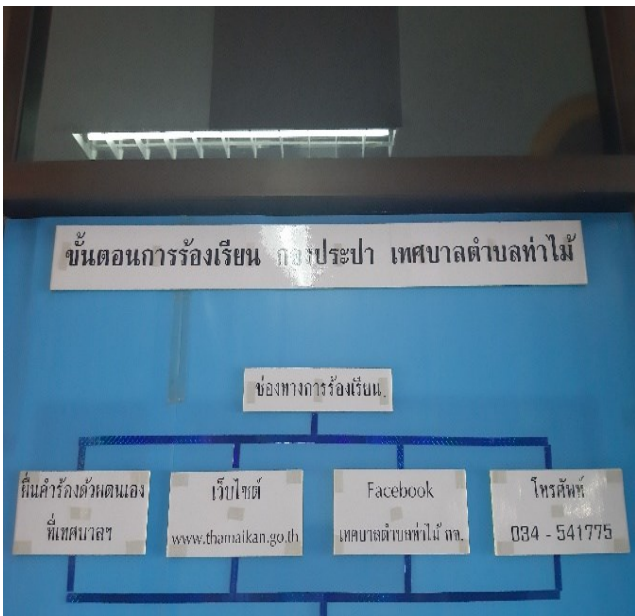 ขั้นตอนการร้องเรียน กองประปา เทศบาลตำบลท่าไม้
ช่องทางการร้องเรียน
ยื่นคำร้องด้วยตนเอง
ที่เทศบาลฯ
เว็บไซต์
www.thamaikan.go.th
Facebook
เทศบาลตำบลท่าไม้ กจ.
โทรศัพท์
034 - 541775